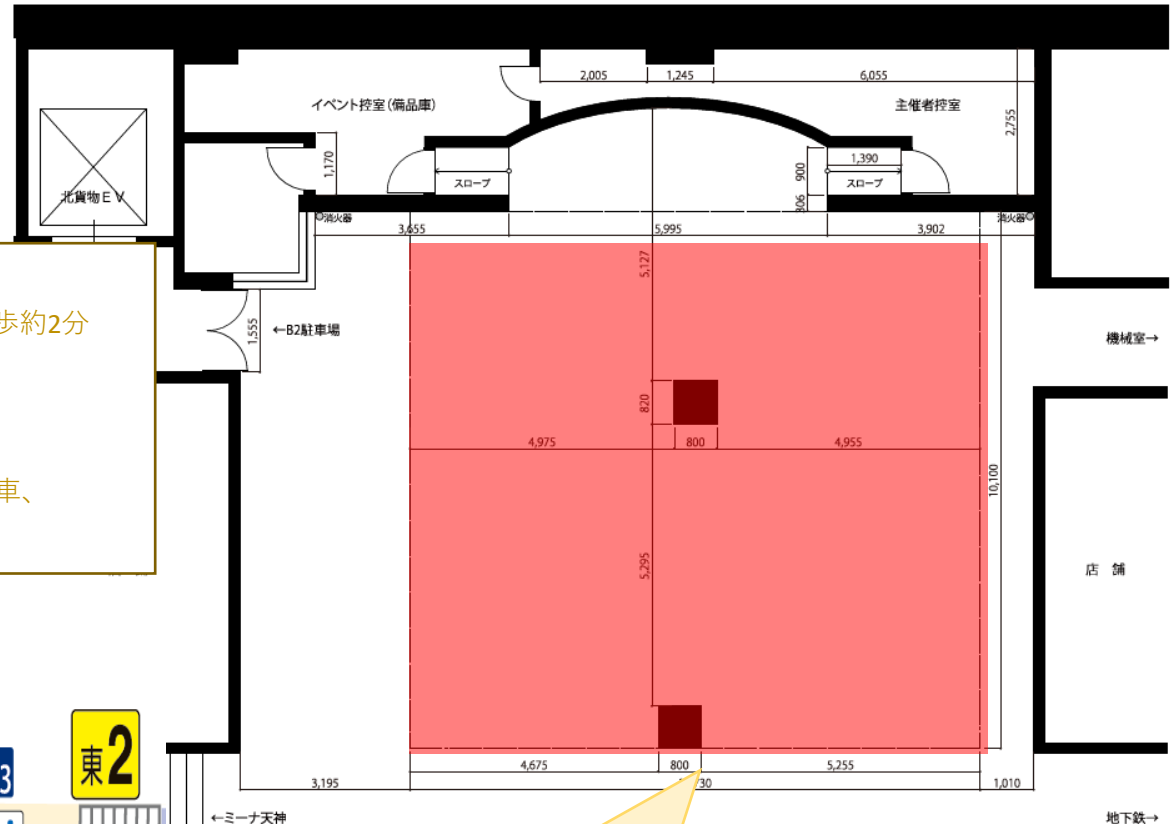 2,005
1,245
6,055
イベント控室(備品庫)
主催者控室
2,755
1,170
北貨物EV
スロープ
900
1,390
スロープ
306
消火器
消火器
3,655
5,995
3,902
5,127
歩約2分
1,555
←B2駐車場
機械室→
820
4,975
800
4,955
10,100
車、
5,295
店 舗
東2
3
4,675
800
5,255
3,195
30
1,010
←ミーナ天神
地下鉄→